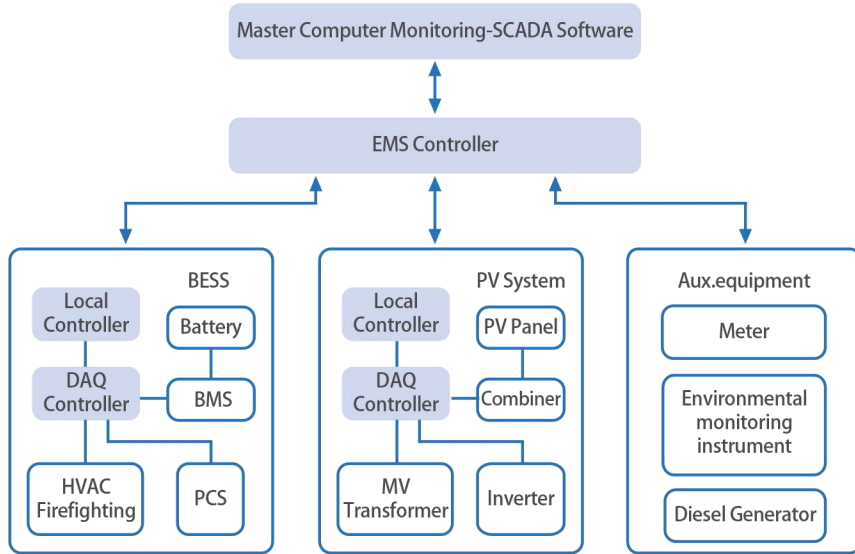 Master Computer Monitoring-SCADA Software
EMS Controller
BESS
Local
Controller
Battery
DAQ
Controller
BMS
HVAC
Firefighting
PCS
PV System
Local
Controller
PV Panel
DAQ
Controller
Combiner
MV
Transformer
Inverter
Aux.equipment
Meter
Environmental
monitoring
instrument
Diesel Generator